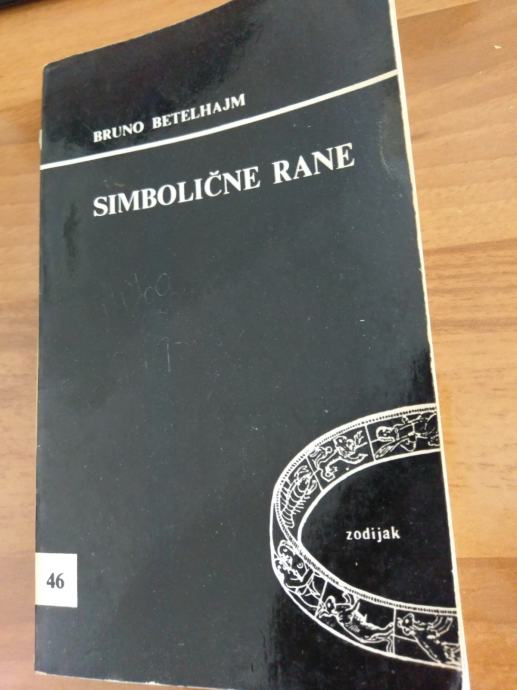 BRUNO BETELHAJM
SIMBOLIČNE RANE
zodijak
46